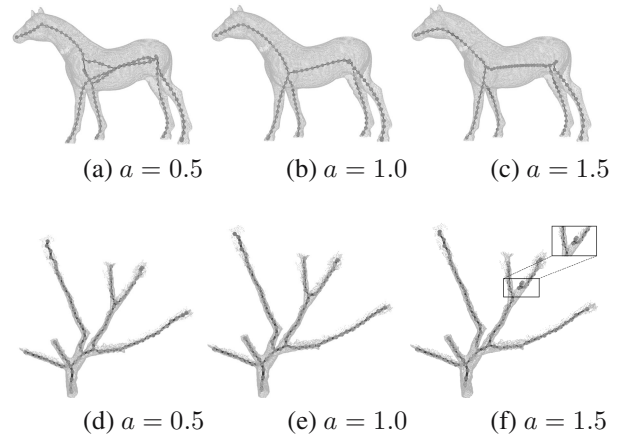 (a) a = 0.5 (b) a = 1.0 (c) a = 1.5
(d) a = 0.5 (e) a = 1.0 (f) a = 1.5